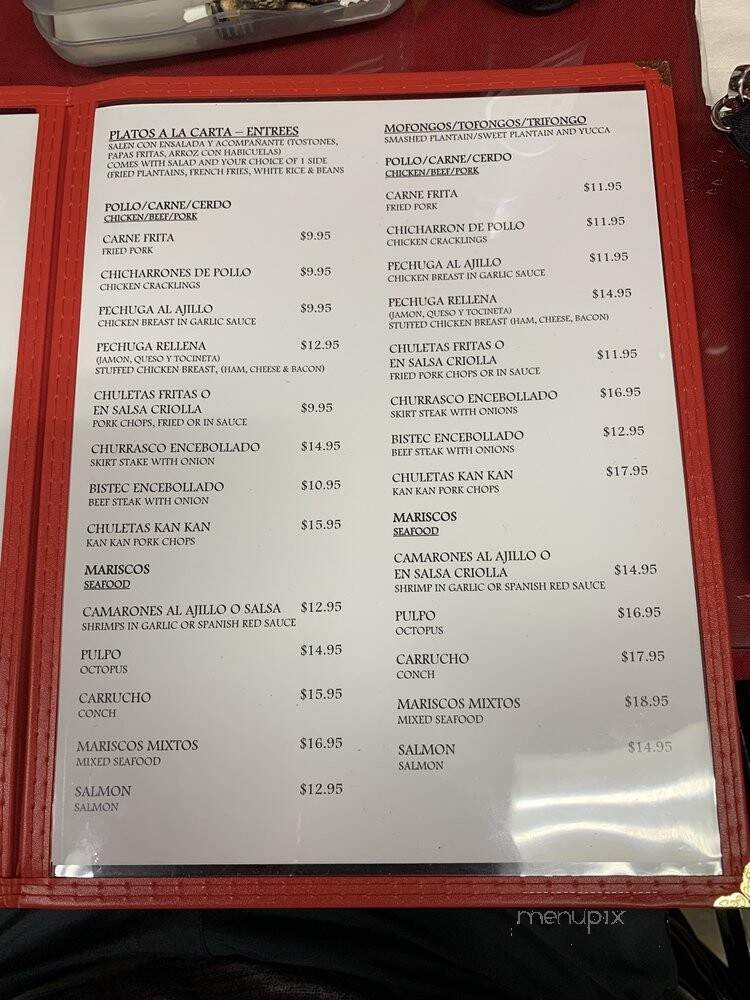 PLATOS A LA CARTA – ENTREES
SALEN CON ENSALADA Y ACOMPAÑANTE (TOSTONES,
PAPAS FRITAS, ARROZ CON HABICUELAS)
COMES WITH SALAD AND YOUR CHOICE OF 1 SIDE
(FRIED PLANTAINS, FRENCH FRIES, WHITE RICE & BEANS
POLLO/CARNE/CERDO
CHICKEN/BEEF/PORK
CARNE FRITA $9.95
FRIED PORK
CHICHARRONES DE POLLO $9.95
CHICKEN CRACKLINGS
PECHUGA AL AJILLO $9.95
CHICKEN BREAST IN GARLIC SAUCE
PECHUGA RELLENA $12.95
(JAMON, QUESO Y TOCINETA)
STUFFED CHICKEN BREAST, (HAM, CHEESE & BACON)
CHULETAS FRITAS O
EN SALSA CRIOLLA $9.95
PORK CHOPS, FRIED OR IN SAUCE
CHURRASCO ENCEBOLLADO $14.95
SKIRT STAKE WITH ONION
BISTEC ENCEBOLLADO $10.95
BEEF STEAK WITH ONION
CHULETAS KAN KAN $15.95
KAN KAN PORK CHOPS
MARISCOS
SEAFOOD
CAMARONES AL AJILLO O SALSA $12.95
SHRIMPS IN GARLIC OR SPANISH RED SAUCE
PULPO $14.95
OCTOPUS
CARRUCHO $15.95
CONCH
MARISCOS MIXTOS $16.95
MIXED SEAFOOD
SALMON $12.95
SALMON
MOFONGOS/TOFONGOS/TRIFONGO
SMASHED PLANTAIN/SWEET PLANTAIN AND YUCCA
POLLO/CARNE/CERDO
CHICKEN/BEEF/PORK
CARNE FRITA $11.95
FRIED PORK
CHICHARRON DE POLLO $11.95
CHICKEN CRACKLINGS
PECHUGA AL AJILLO $11.95
CHICKEN BREAST IN GARLIC SAUCE
PECHUGA RELLENA $14.95
(JAMON, QUESO Y TOCINETA)
STUFFED CHICKEN BREAST (HAM, CHEESE, BACON)
CHULETAS FRITAS O
EN SALSA CRIOLLA $11.95
FRIED PORK CHOPS OR IN SAUCE
CHURRASCO ENCEBOLLADO $16.95
SKIRT STEAK WITH ONIONS
BISTEC ENCEBOLLADO $12.95
BEEF STEAK WITH ONIONS
CHULETAS KAN KAN $17.95
KAN KAN PORK CHOPS
MARISCOS
SEAFOOD
CAMARONES AL AJILLO O
EN SALSA CRIOLLA $14.95
SHRIMP IN GARLIC OR SPANISH RED SAUCE
PULPO $16.95
OCTOPUS
CARRUCHO $17.95
CONCH
MARISCOS MIXTOS $18.95
MIXED SEAFOOD
SALMON $14.95
SALMON
menupix